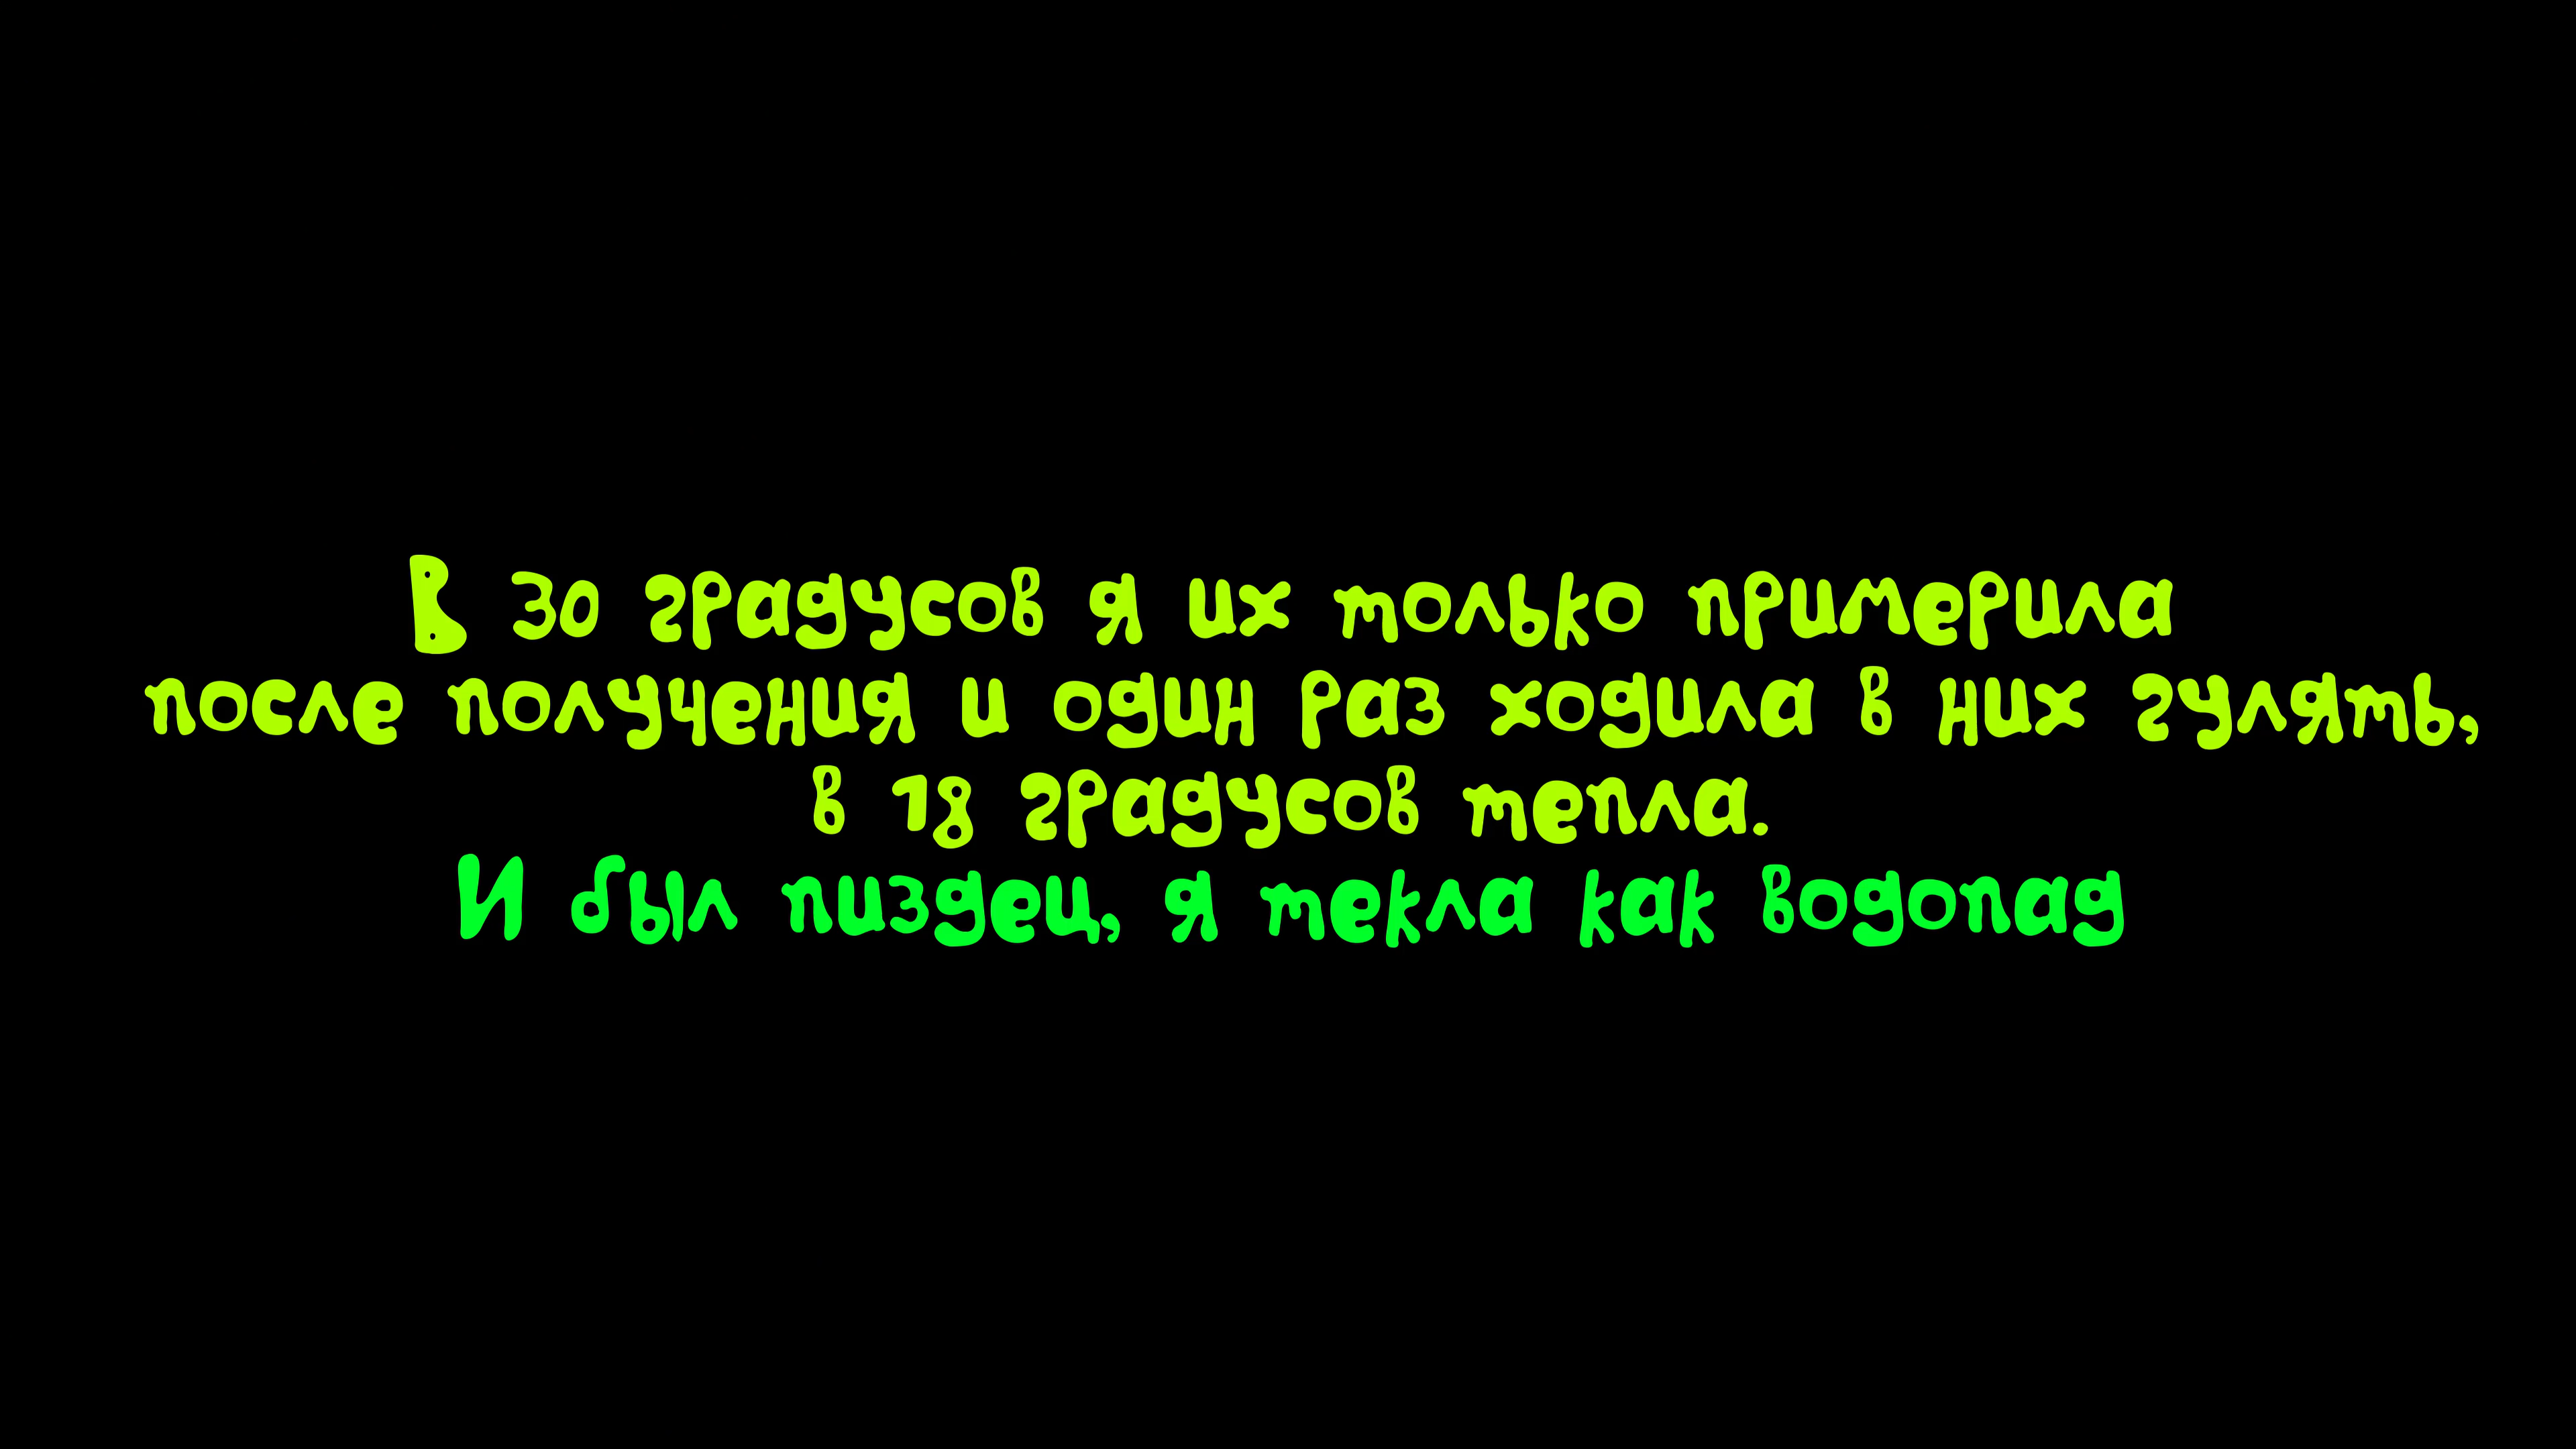 В 30 градусов я их только примерила
после получения и один раз ходила в них гулять,
в 18 градусов тепла.
И был пиздец, я текла как водопад